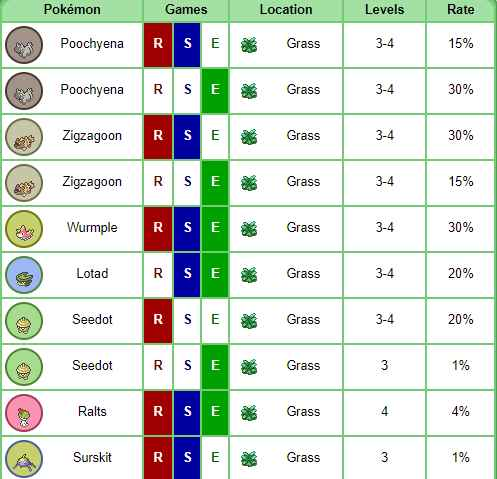 Pokémon Games Location Levels Rate
Poochyena R S E Grass 3-4 15%
Poochyena R S E Grass 3-4 30%
Zigzagoon R S E Grass 3-4 30%
Zigzagoon R S E Grass 3-4 15%
Wurmple R S E Grass 3-4 30%
Lotad R S E Grass 3-4 20%
Seedot R S E Grass 3-4 20%
Seedot R S E Grass 3 1%
Ralts R S E Grass 4 4%
Surskit R S E Grass 3 1%